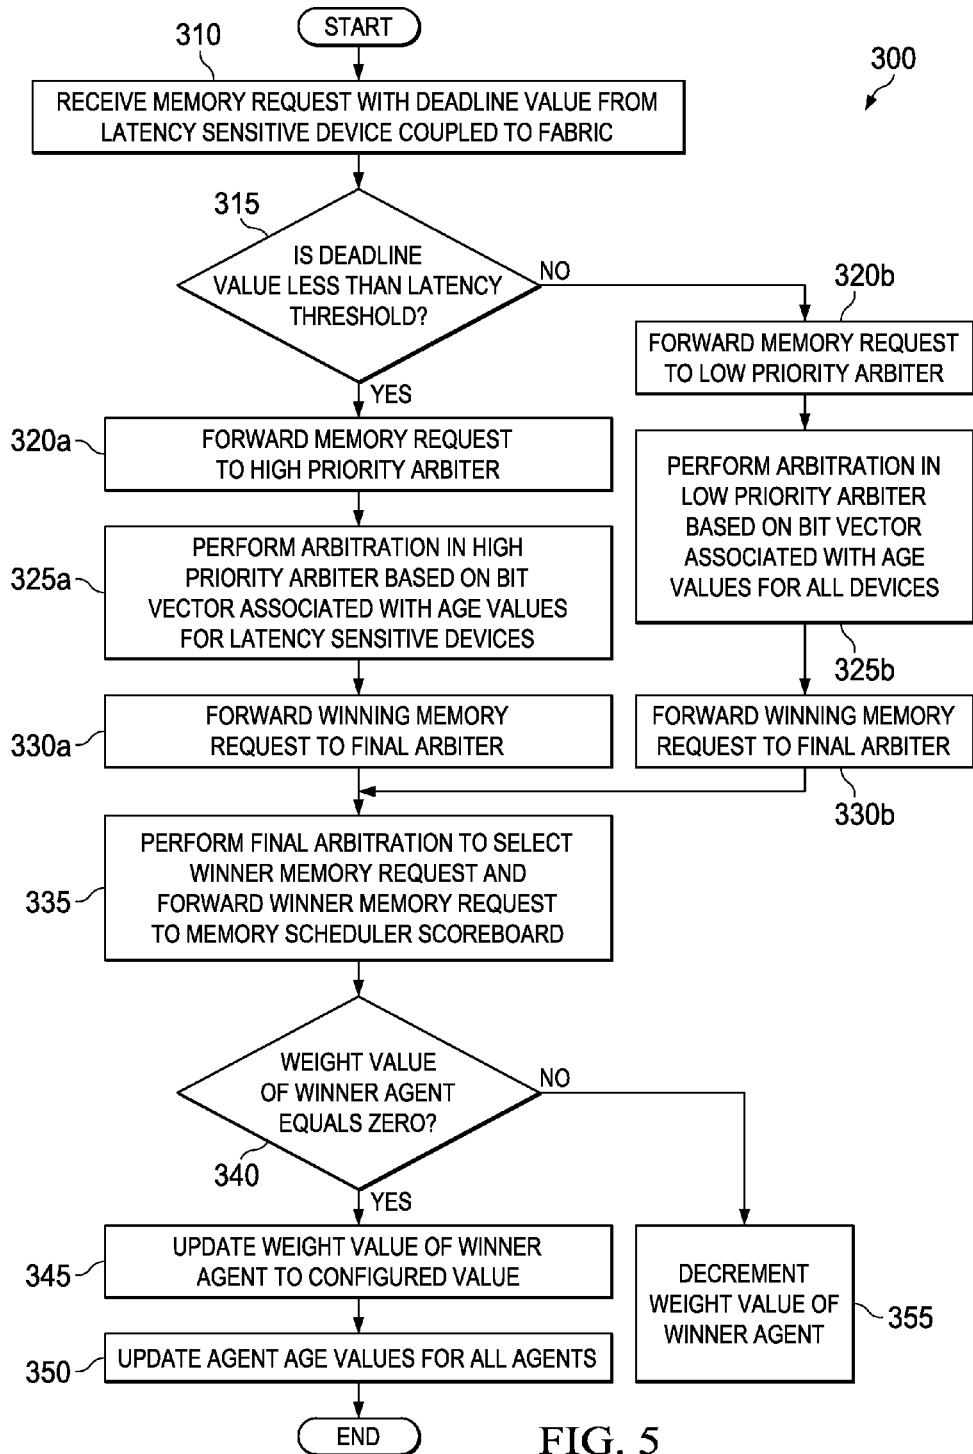 START
310
300
RECEIVE MEMORY REQUEST WITH DEADLINE VALUE FROM
LATENCY SENSITIVE DEVICE COUPLED TO FABRIC
315
IS DEADLINE
VALUE LESS THAN LATENCY
THRESHOLD?
NO
YES
320b
FORWARD MEMORY REQUEST
TO LOW PRIORITY ARBITER
320a
FORWARD MEMORY REQUEST
TO HIGH PRIORITY ARBITER
PERFORM ARBITRATION IN
LOW PRIORITY ARBITER
BASED ON BIT VECTOR
ASSOCIATED WITH AGE
VALUES FOR ALL DEVICES
325b
325a
PERFORM ARBITRATION IN HIGH
PRIORITY ARBITER BASED ON BIT
VECTOR ASSOCIATED WITH AGE VALUES
FOR LATENCY SENSITIVE DEVICES
330a
FORWARD WINNING MEMORY
REQUEST TO FINAL ARBITER
FORWARD WINNING MEMORY
REQUEST TO FINAL ARBITER
330b
335
PERFORM FINAL ARBITRATION TO SELECT
WINNER MEMORY REQUEST AND
FORWARD WINNER MEMORY REQUEST
TO MEMORY SCHEDULER SCOREBOARD
WEIGHT VALUE
OF WINNER AGENT
EQUALS ZERO?
340
NO
YES
345
UPDATE WEIGHT VALUE OF WINNER
AGENT TO CONFIGURED VALUE
DECREMENT
WEIGHT VALUE OF
WINNER AGENT
355
350
UPDATE AGENT AGE VALUES FOR ALL AGENTS
END
FIG. 5